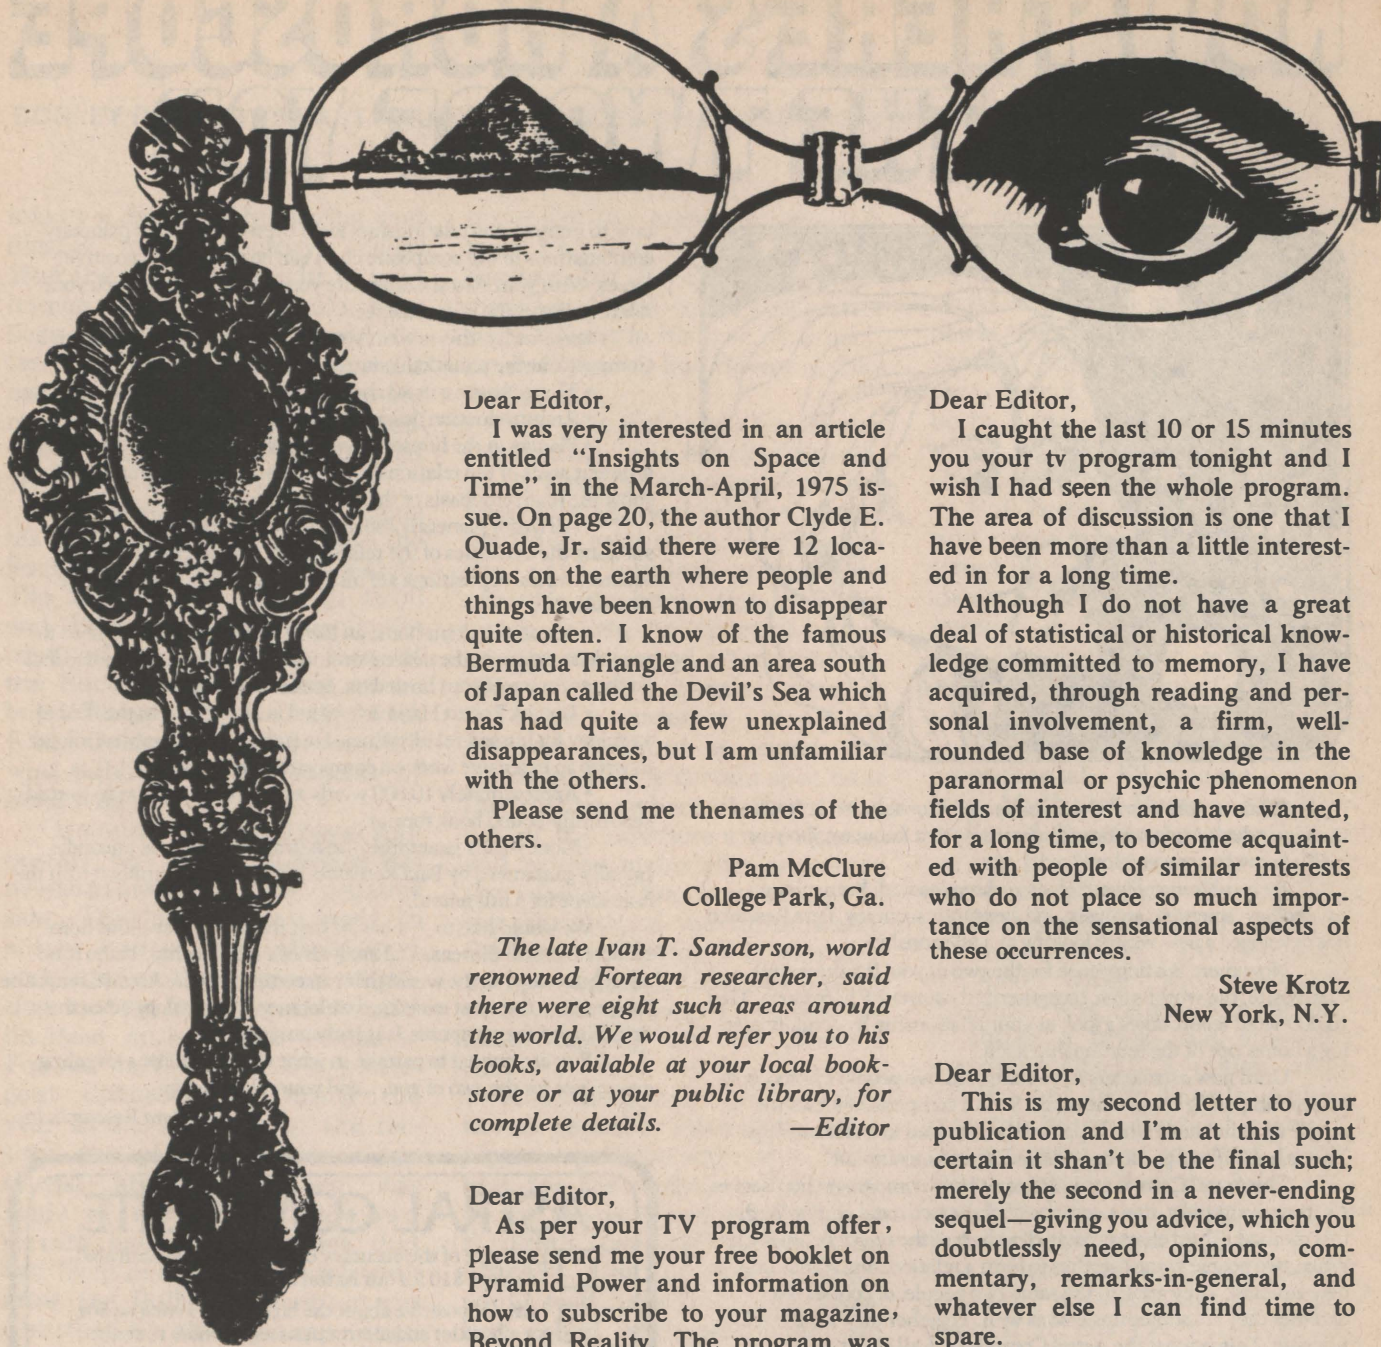 Dear Editor,
I was very interested in an article
entitled "Insights on Space and
Time" in the March-April, 1975 is-
sue. On page 20, the author Clyde E.
Quade, Jr. said there were 12 loca-
tions on the earth where people and
things have been known to disappear
quite often. I know of the famous
Bermuda Triangle and an area south
of Japan called the Devil's Sea which
has had quite a few unexplained
disappearances, but I am unfamiliar
with the others.
Please send me thenames of the
others.
Pam McClure
College Park, Ga.
The late Ivan T. Sanderson, world
renowned Fortean researcher, said
there were eight such areas around
the world. We would refer you to his
books, available at your local book-
store or at your public library, for
complete details. —Editor
Dear Editor,
As per your TV program offer,
please send me your free booklet on
Pyramid Power and information on
how to subscribe to your magazine,
Beyond Reality. The program was
Dear Editor,
I caught the last 10 or 15 minutes
you your tv program tonight and I
wish I had seen the whole program.
The area of discussion is one that I
have been more than a little interest-
ed in for a long time.
Although I do not have a great
deal of statistical or historical know-
ledge committed to memory, I have
acquired, through reading and per-
sonal involvement, a firm, well-
rounded base of knowledge in the
paranormal or psychic phenomenon
fields of interest and have wanted,
for a long time, to become acquaint-
ed with people of similar interests
who do not place so much impor-
tance on the sensational aspects of
these occurrences.
Steve Krotz
New York, N.Y.
Dear Editor,
This is my second letter to your
publication and I'm at this point
certain it shan't be the final such;
merely the second in a never-ending
sequel—giving you advice, which you
doubtlessly need, opinions, com-
mentary, remarks-in-general, and
whatever else I can find time to
spare.